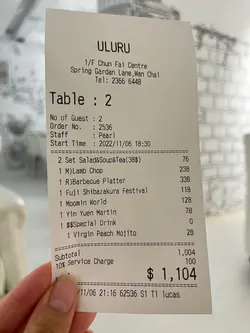 ULURU
1/F Chun Fai Centre
Spring Gardan Lane,Wan Chai
Tel: 2366 6448
Table : 2
No of Guest : 2
Order No. : 2536
Staff : Pearl
Start Time : 2022/11/06 18:30
2 Set Salad&Soup&Tea(38$) 76
1 M)Lamb Chop 238
1 R)Barbecue Platter 338
1 Fuji Shibazakura Festival 118
1 Moomin World 128
1 Yin Yuen Martin 78
1 $$Special Drink 0
1 Virgin Peach Mojito 28
Subtotal 1,004
10% Service Charge 100
$ 1,104
/11/06 21:16 62536 S1 T1 lucas